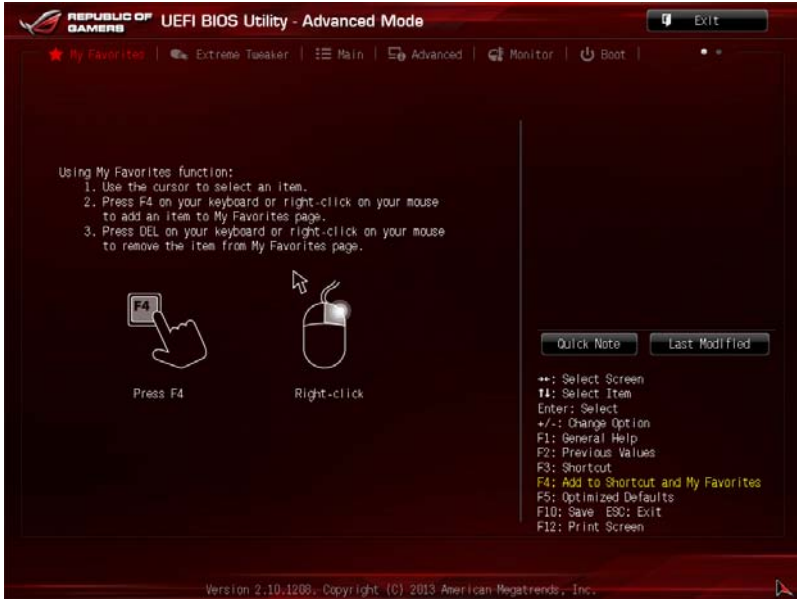 REPUBLIC OF
GAMERS
UEFI BIOS Utility - Advanced Mode
Exit
My Favorites | Extreme Tweaker | Main | Advanced | Monitor | Boot |
Using My Favorites function:
1. Use the cursor to select an item.
2. Press F4 on your keyboard or right-click on your mouse
to add an item to My Favorites page.
3. Press DEL on your keyboard or right-click on your mouse
to remove the item from My Favorites page.
F4
Press F4
Right-click
Quick Note
Last Modified
→←: Select Screen
↑↓: Select Item
Enter: Select
+/-: Change Option
F1: General Help
F2: Previous Values
F3: Shortcut
F4: Add to Shortcut and My Favorites
F5: Optimized Defaults
F10: Save ESC: Exit
F12: Print Screen
Version 2.10.1208. Copyright (C) 2013 American Megatrends, Inc.